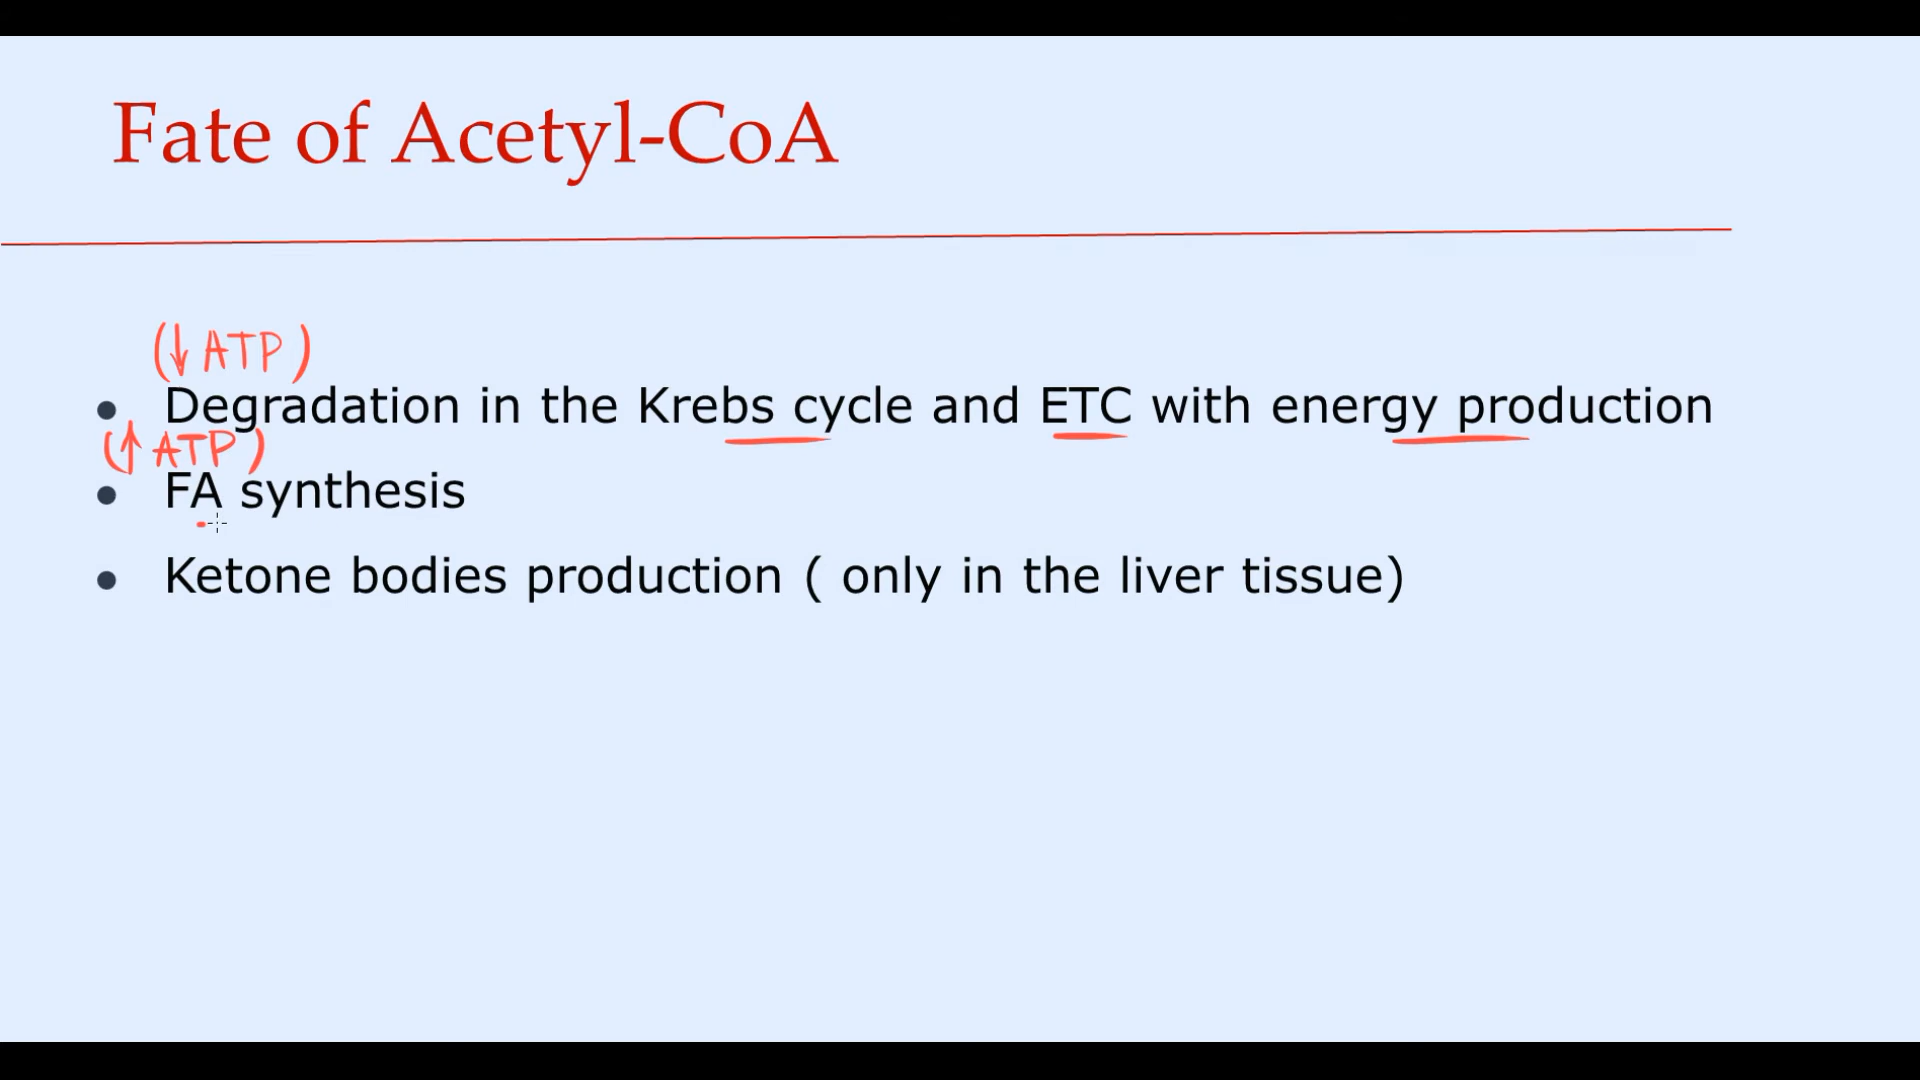 Fate of Acetyl-CoA
(↓ ATP)
• Degradation in the Krebs cycle and ETC with energy production
(↑ ATP)
• FA synthesis
• Ketone bodies production ( only in the liver tissue)